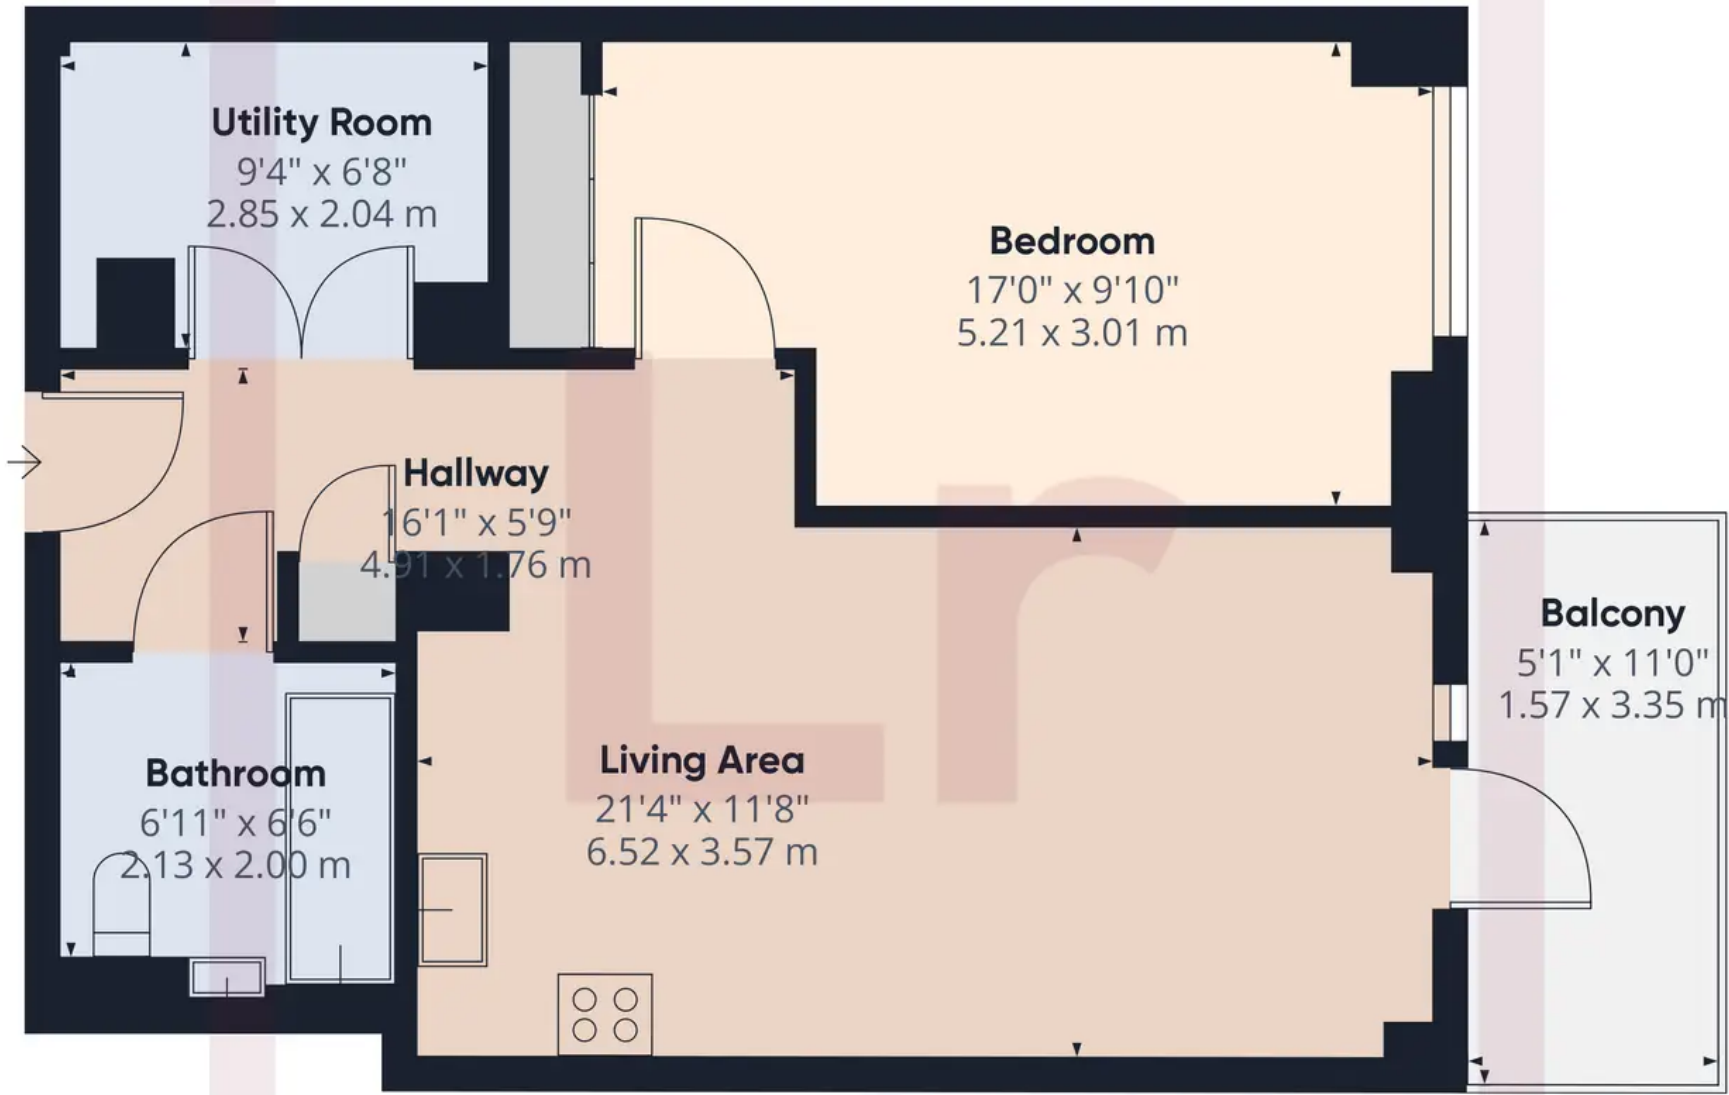 Utility Room
9'4" x 6'8"
2.85 x 2.04 m
Bedroom
17'0" x 9'10"
5.21 x 3.01 m
Hallway
16'1" x 5'9"
4.91 x 1.76 m
Balcony
5'1" x 11'0"
1.57 x 3.35 m
Living Area
21'4" x 11'8"
6.52 x 3.57 m
Bathroom
6'11" x 6'6"
2.13 x 2.00 m
Lr